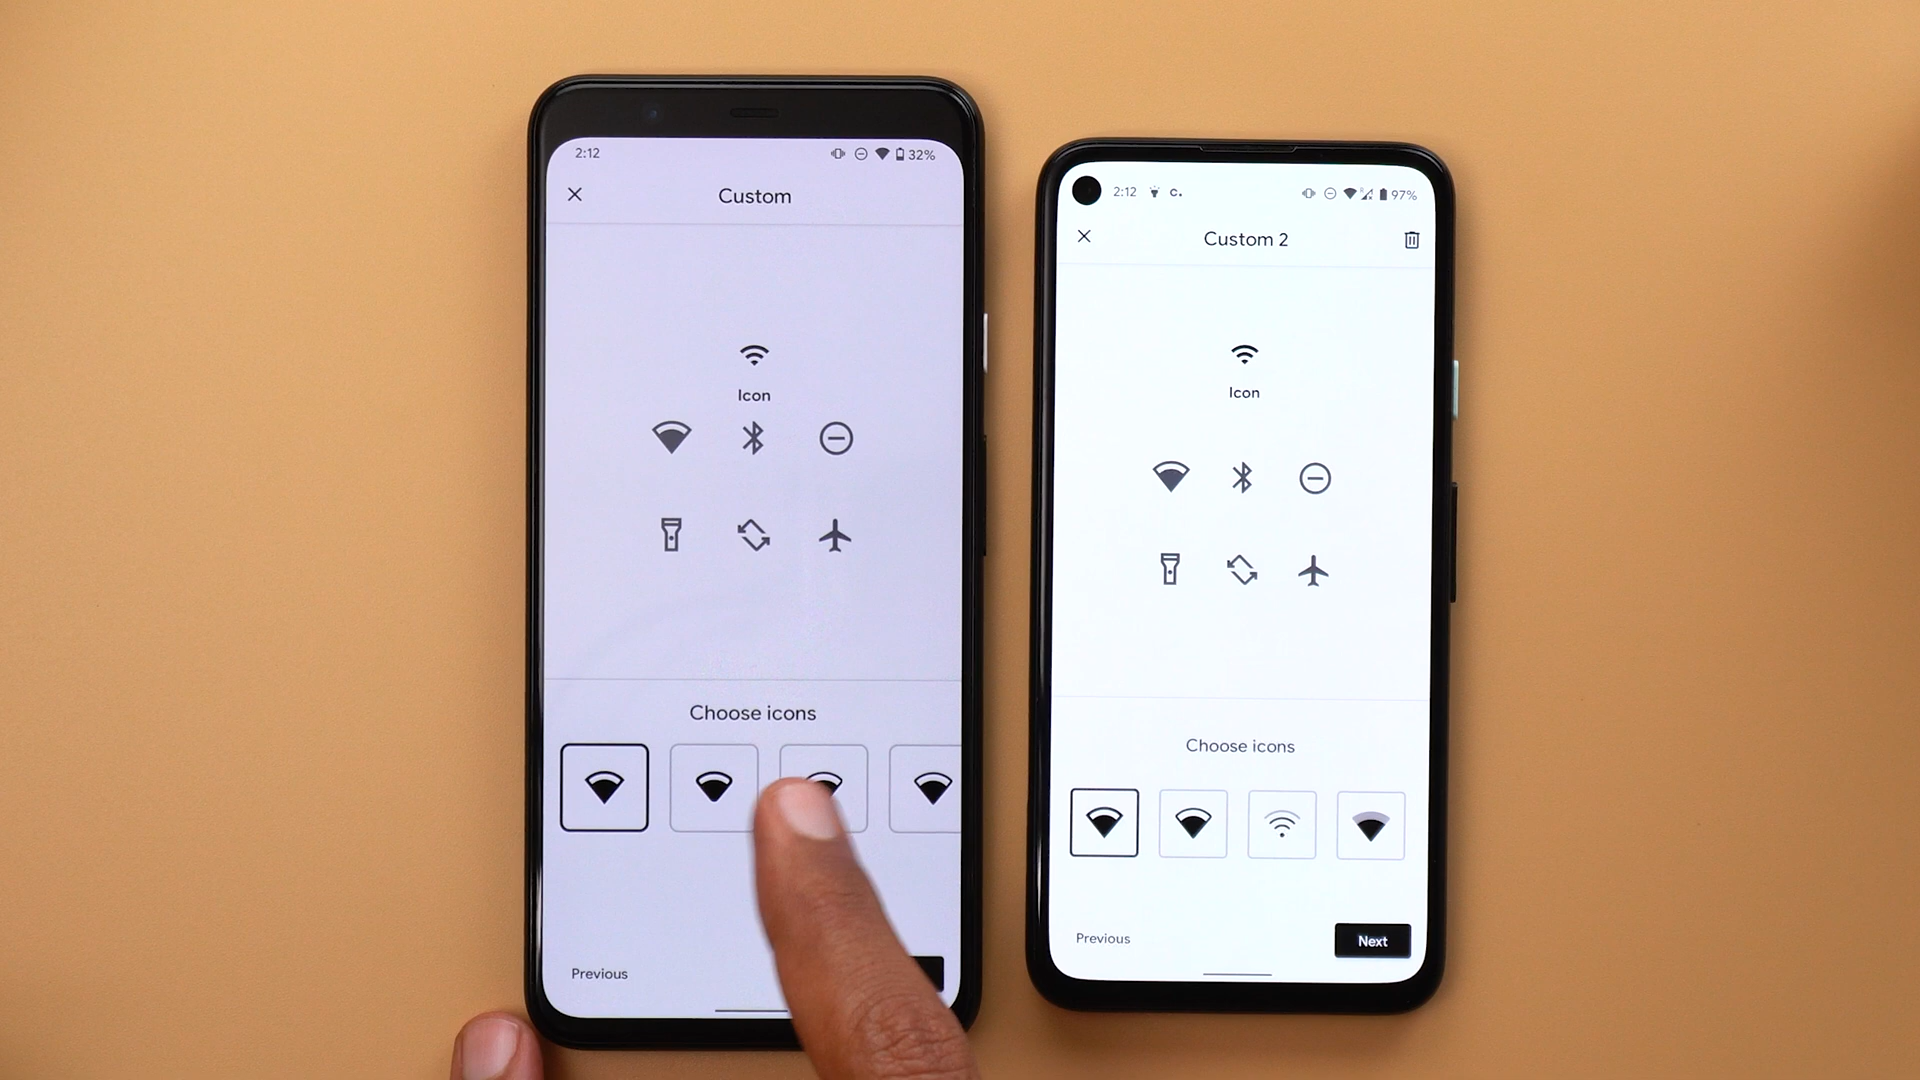 2:12
32%
Custom
Icon
Choose icons
Previous
2:12 C.
97%
Custom 2
Icon
Choose icons
Previous
Next